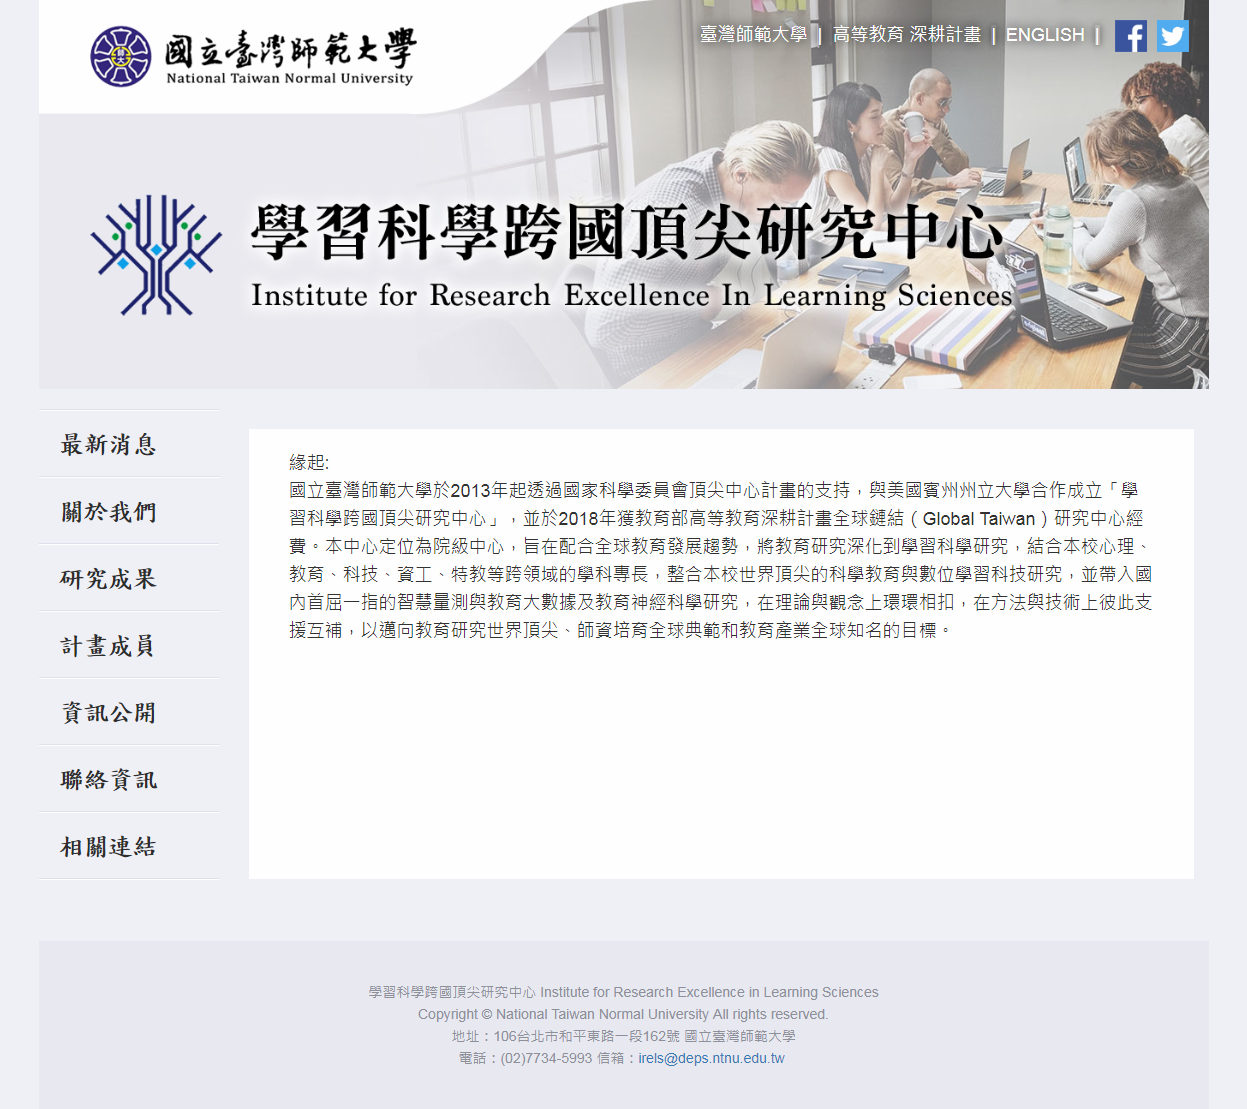 國立臺灣師範大學
National Taiwan Normal University
臺灣師範大學 | 高等教育 深耕計畫 | ENGLISH |
學習科學跨國頂尖研究中心
Institute for Research Excellence In Learning Sciences
最新消息
關於我們
研究成果
計畫成員
資訊公開
聯絡資訊
相關連結
緣起:
國立臺灣師範大學於2013年起透過國家科學委員會頂尖中心計畫的支持，與美國賓州州立大學合作成立「學
習科學跨國頂尖研究中心」，並於2018年獲教育部高等教育深耕計畫全球鏈結（Global Taiwan）研究中心經
費。本中心定位為院級中心，旨在配合全球教育發展趨勢，將教育研究深化到學習科學研究，結合本校心理、
教育、科技、資工、特教等跨領域的學科專長，整合本校世界頂尖的科學教育與數位學習科技研究，並帶入國
內首屈一指的智慧量測與教育大數據及教育神經科學研究，在理論與觀念上環環相扣，在方法與技術上彼此支
援互補，以邁向教育研究世界頂尖、師資培育全球典範和教育產業全球知名的目標。
學習科學跨國頂尖研究中心 Institute for Research Excellence in Learning Sciences
Copyright © National Taiwan Normal University All rights reserved.
地址：106台北市和平東路一段162號 國立臺灣師範大學
電話：(02)7734-5993 信箱：irels@deps.ntnu.edu.tw